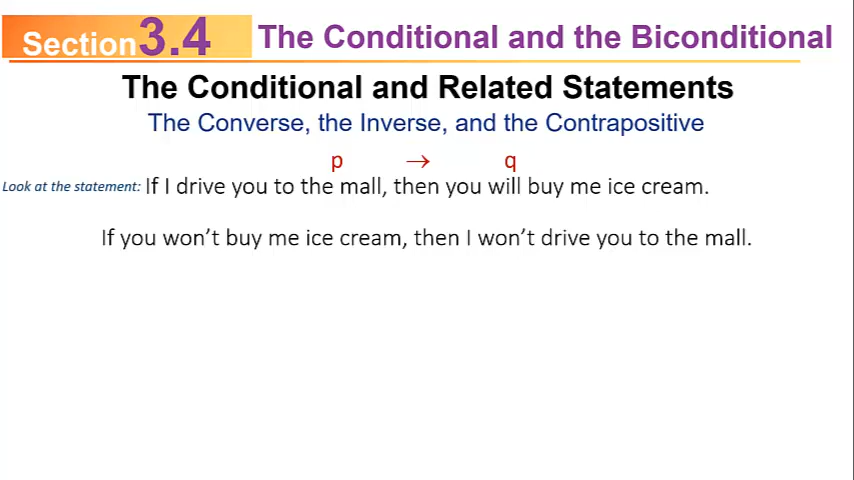 Section 3.4 The Conditional and the Biconditional
The Conditional and Related Statements
The Converse, the Inverse, and the Contrapositive
p → q
Look at the statement: If I drive you to the mall, then you will buy me ice cream.
If you won’t buy me ice cream, then I won’t drive you to the mall.